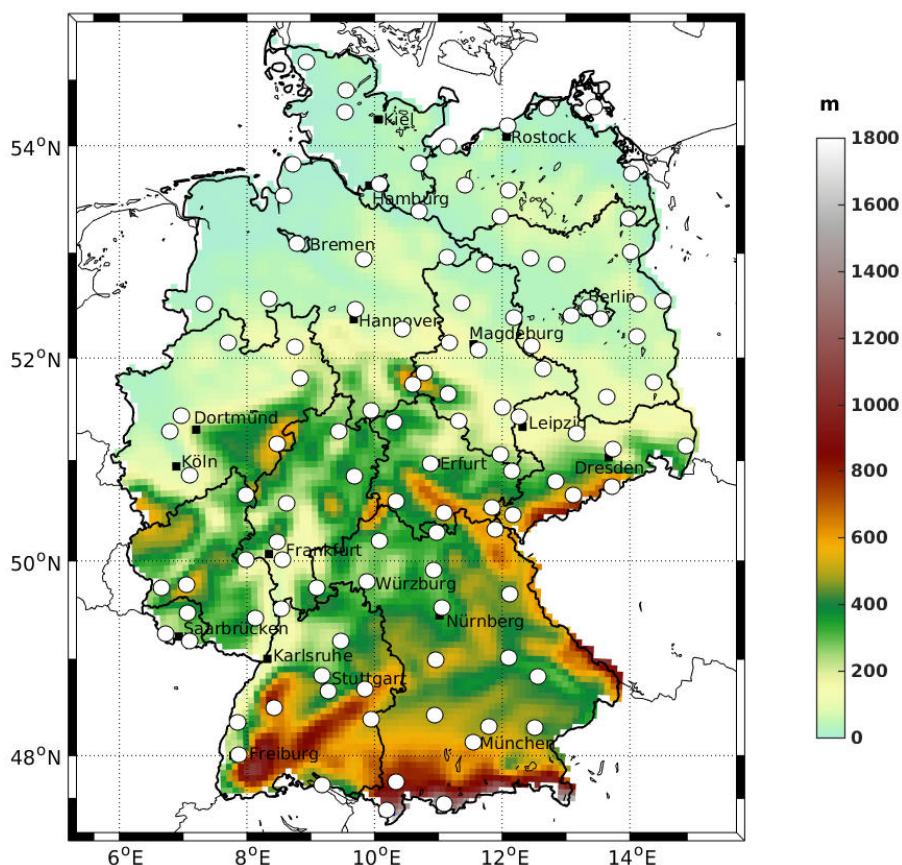 m
Kiel
54°N
Rostock
Hamburg
Bremen
Berlin
Hannover
Magdeburg
52°N
Dortmund
Leipzig
Köln
Erfurt
Dresden
50°N
Frankfurt
Würzburg
Nürnberg
Saarbrücken
Karlsruhe
Stuttgart
48°N
Freiburg
München
6°E
8°E
10°E
12°E
14°E
1800
1600
1400
1200
1000
800
600
400
200
0